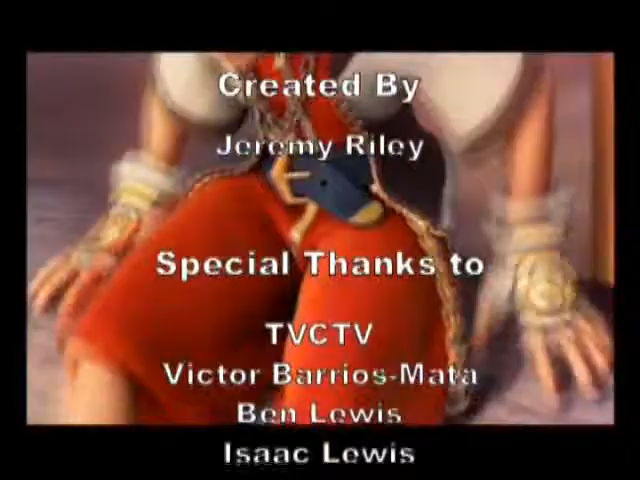 Created By
Jeremy Riley
Special Thanks to
TVCTV
Victor Barrios-Mata
Ben Lewis
Isaac Lewis